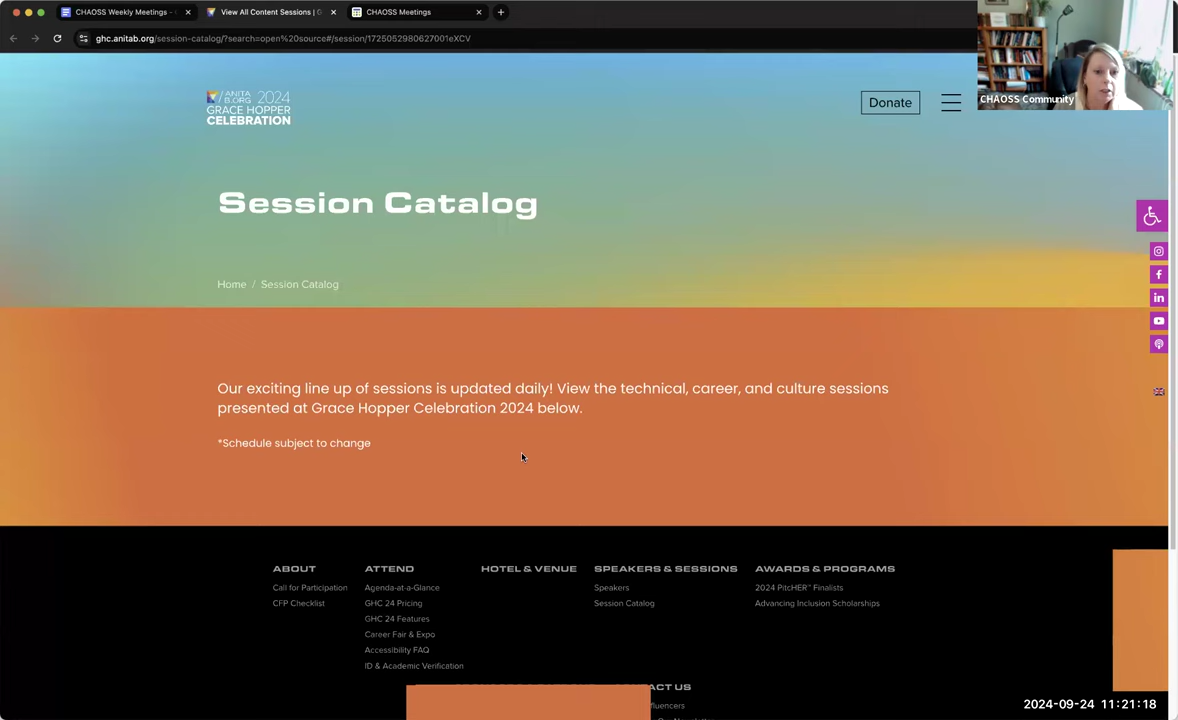 CHAOSS Weekly Meetings -
View All Content Sessions | G
CHAOSS Meetings
ghc.anitab.org/session-catalog/?search=open%20source#/session/1725052980627001eXCV
CHAOSS Community
ANITA
B.ORG 2024
GRACE HOPPER
CELEBRATION
Donate
Session Catalog
Home / Session Catalog
Our exciting line up of sessions is updated daily! View the technical, career, and culture sessions
presented at Grace Hopper Celebration 2024 below.
*Schedule subject to change
ABOUT
Call for Participation
CFP Checklist
ATTEND
Agenda-at-a-Glance
GHC 24 Pricing
GHC 24 Features
Career Fair & Expo
Accessibility FAQ
ID & Academic Verification
HOTEL & VENUE
SPEAKERS & SESSIONS
Speakers
Session Catalog
AWARDS & PROGRAMS
2024 PitcHER™ Finalists
Advancing Inclusion Scholarships
ACT US
fluencers
2024-09-24 11:21:18